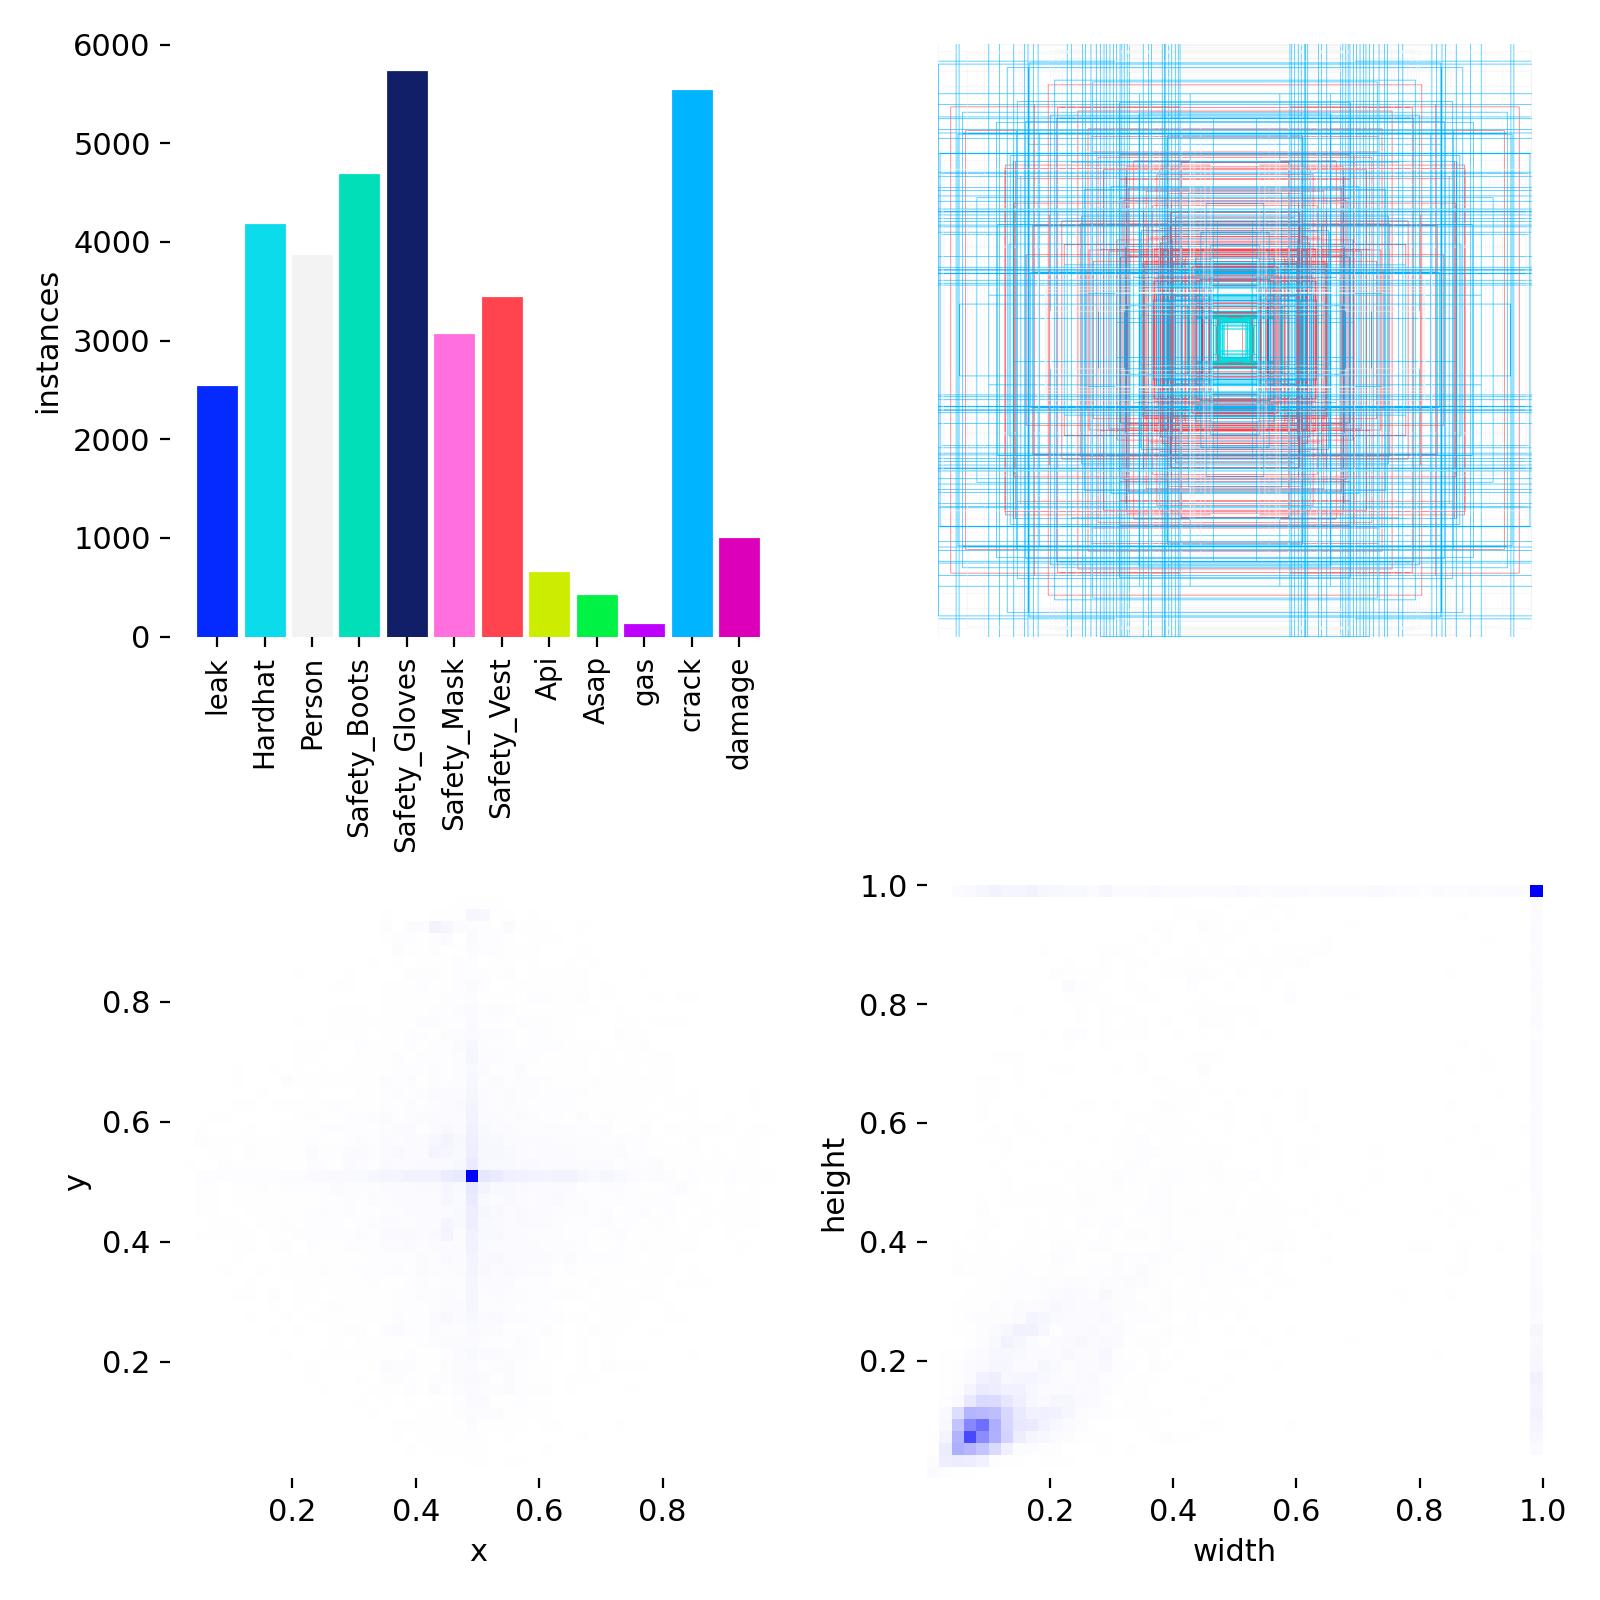 6000
5000
4000
3000
2000
1000
0
instances
leak
Hardhat
Person
Safety_Boots
Safety_Gloves
Safety_Mask
Safety_Vest
Api
Asap
gas
crack
damage
0.8
0.6
0.4
0.2
y
0.2 0.4 0.6 0.8
x
1.0
0.8
0.6
0.4
0.2
height
0.2 0.4 0.6 0.8 1.0
width